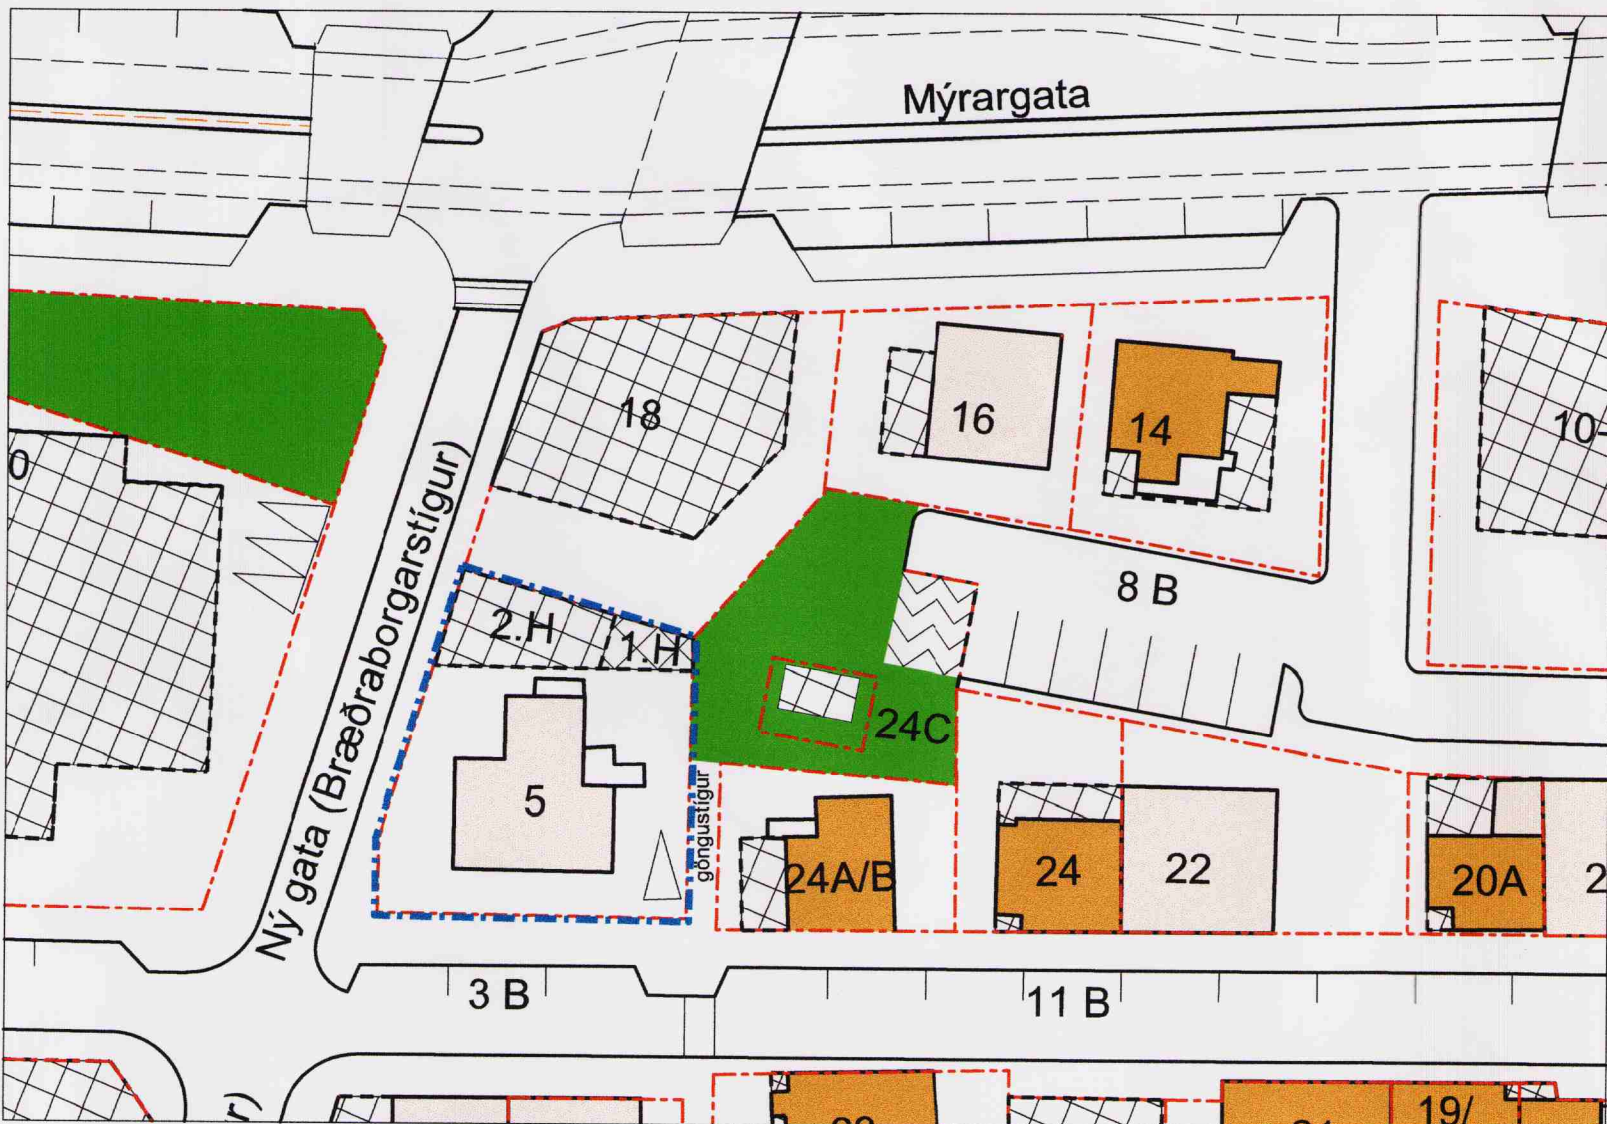 Mýrargata
18
16
14
10-
0
Ný gata (Bræðraborgarstígur)
8 B
2.H
1.H
24C
5
göngustígur
24A/B
24
22
20A
2
3 B
11 B
19/